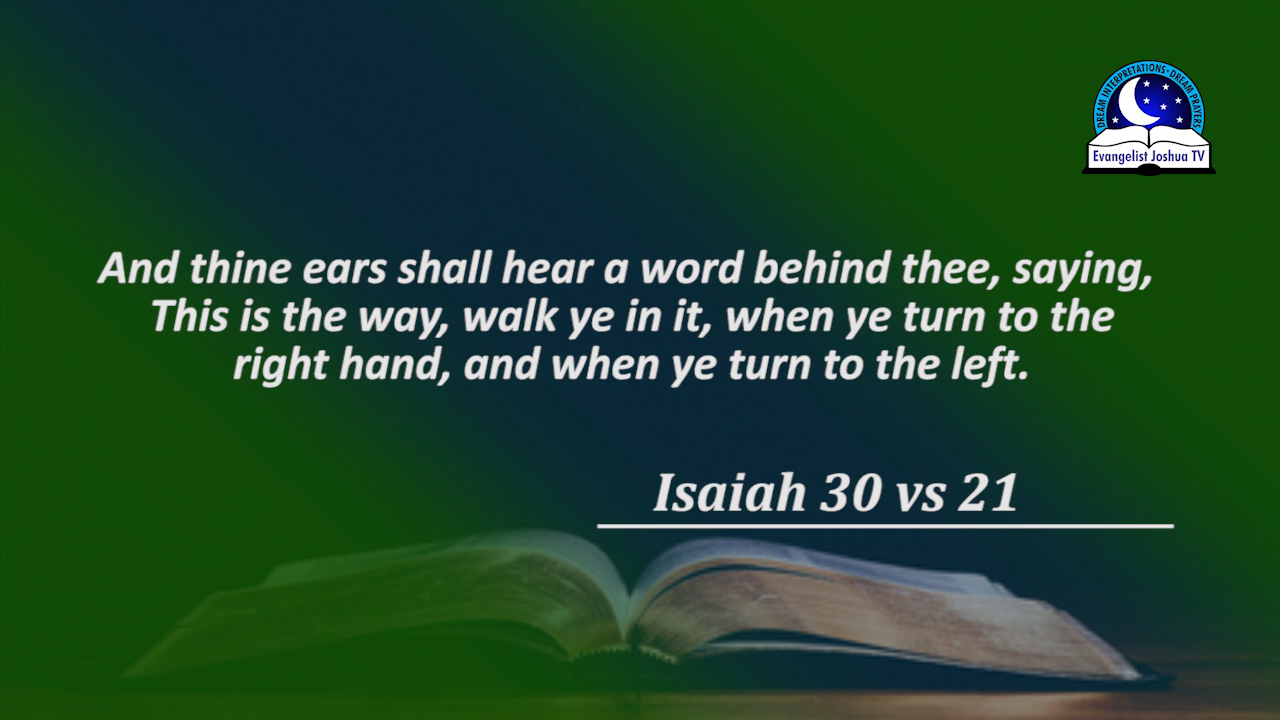 DREAM INTERPRETATIONS • DREAM PRAYERS
Evangelist Joshua TV
And thine ears shall hear a word behind thee, saying,
This is the way, walk ye in it, when ye turn to the
right hand, and when ye turn to the left.
Isaiah 30 vs 21